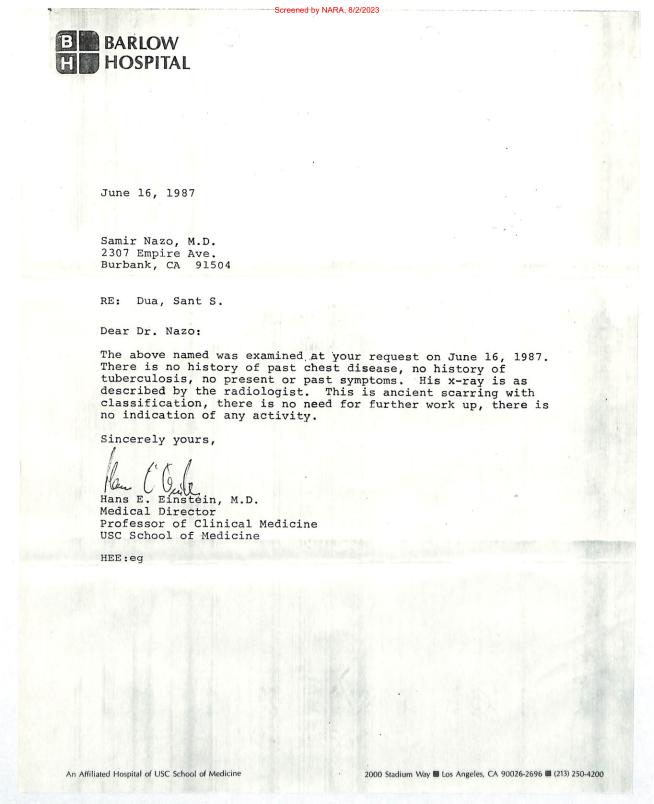 Screened by NARA, 8/2/2023
B BARLOW
H HOSPITAL
June 16, 1987
Samir Nazo, M.D.
2307 Empire Ave.
Burbank, CA 91504
RE: Dua, Sant S.
Dear Dr. Nazo:
The above named was examined at your request on June 16, 1987.
There is no history of past chest disease, no history of
tuberculosis, no present or past symptoms. His x-ray is as
described by the radiologist. This is ancient scarring with
classification, there is no need for further work up, there is
no indication of any activity.
Sincerely yours,
Hans E. Einstein, M.D.
Medical Director
Professor of Clinical Medicine
USC School of Medicine
HEE:eg
An Affiliated Hospital of USC School of Medicine 2000 Stadium Way ■ Los Angeles, CA 90026-2696 ■ (213) 250-4200